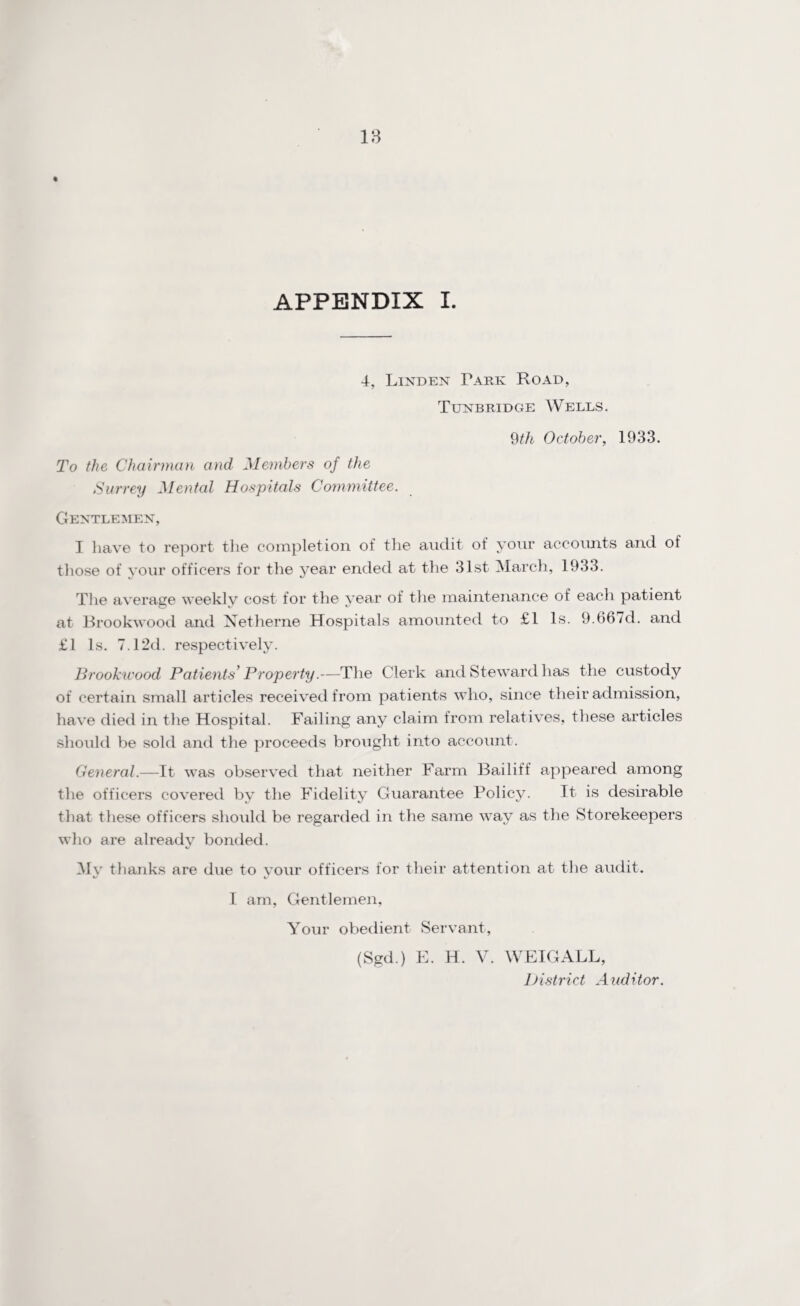 13
APPENDIX I.
4, Linden Park Road,
Tunbridge Wells.
9th October, 1933.
To the Chairman and Members of the
Surrey Mental Hospitals Committee.
Gentlemen,
I have to report the completion of the audit of your accounts and of
those of your officers for the year ended at the 31st March, 1933.
The average weekly cost for the year of the maintenance of each patient
at Brookwood and Netherne Hospitals amounted to £1 1s. 9.667d. and
£1 1s. 7.12d. respectively.
Brookwood Patients' Property.—The Clerk and Steward has the custody
of certain small articles received from patients who, since their admission,
have died in the Hospital. Failing any claim from relatives, these articles
should be sold and the proceeds brought into account.
General.—It was observed that neither Farm Bailiff appeared among
the officers covered by the Fidelity Guarantee Policy. It is desirable
that these officers should be regarded in the same way as the Storekeepers
who are already bonded.
My thanks are due to your officers for their attention at the audit.
I am, Gentlemen,
Your obedient Servant,
(Sgd.) E. H. V. WEIGALL,
District Auditor.